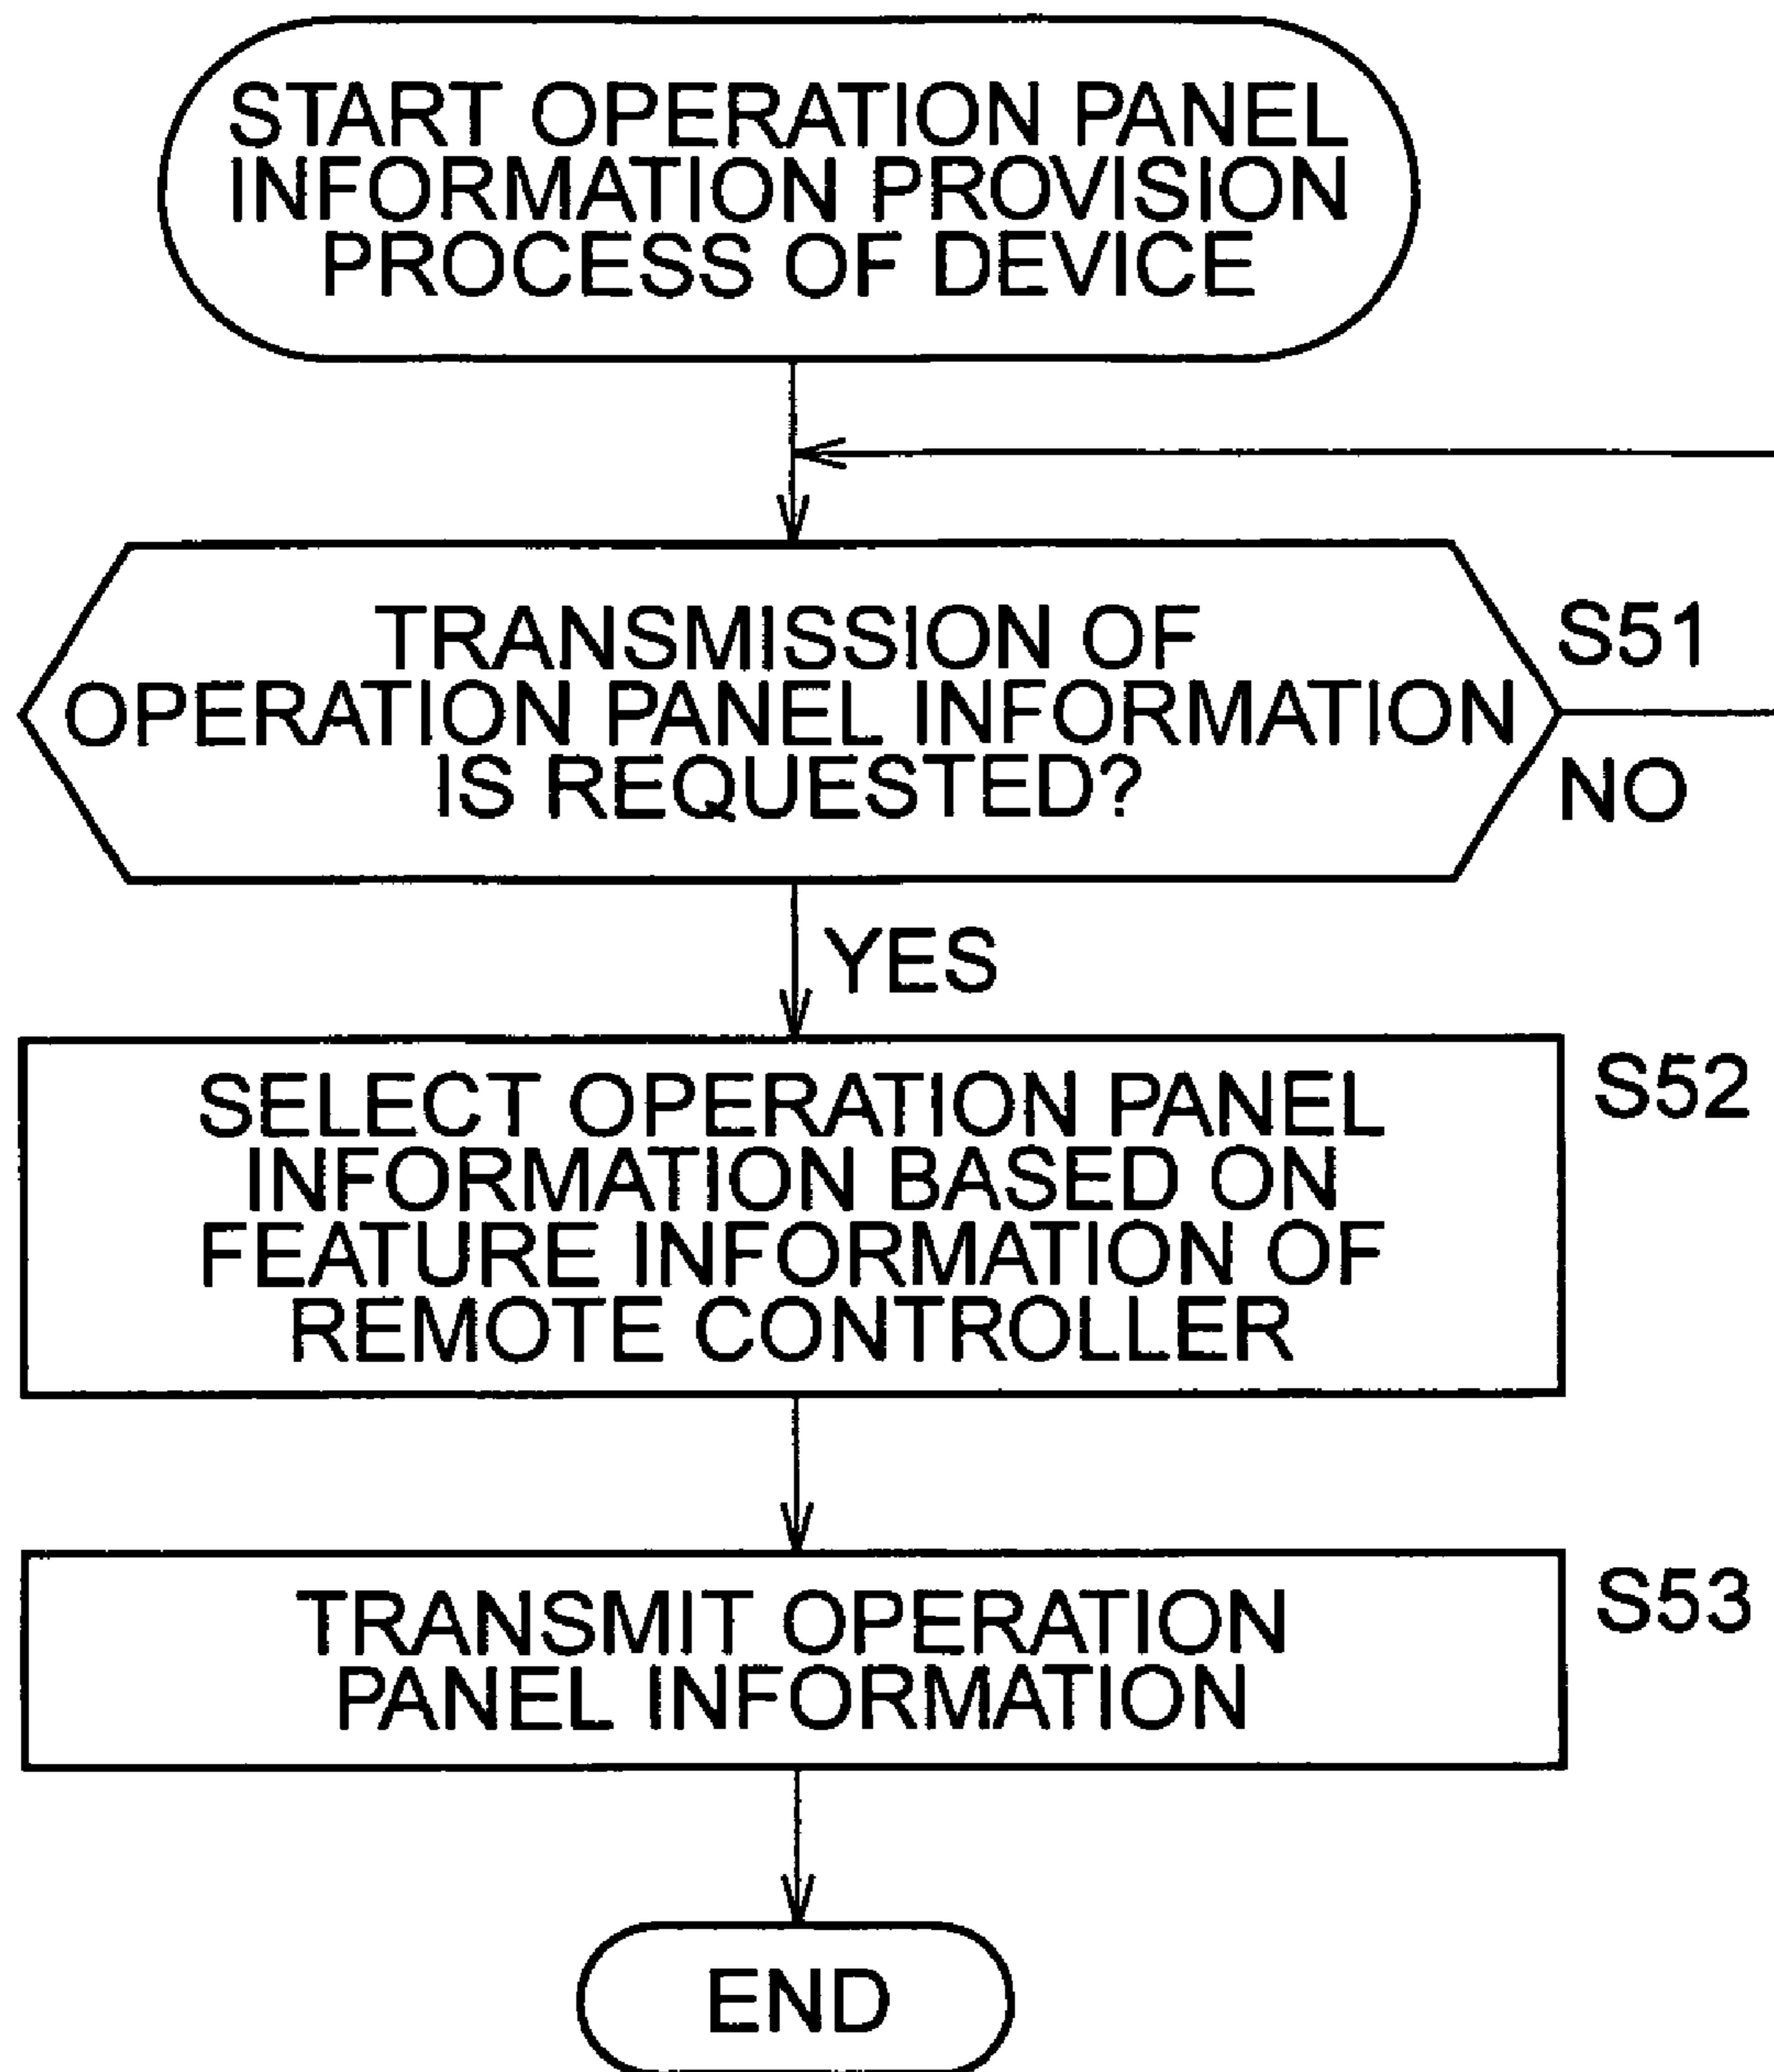 START OPERATION PANEL
INFORMATION PROVISION
PROCESS OF DEVICE
TRANSMISSION OF
OPERATION PANEL INFORMATION
IS REQUESTED?
S51
NO
YES
SELECT OPERATION PANEL
INFORMATION BASED ON
FEATURE INFORMATION OF
REMOTE CONTROLLER
S52
TRANSMIT OPERATION
PANEL INFORMATION
S53
END